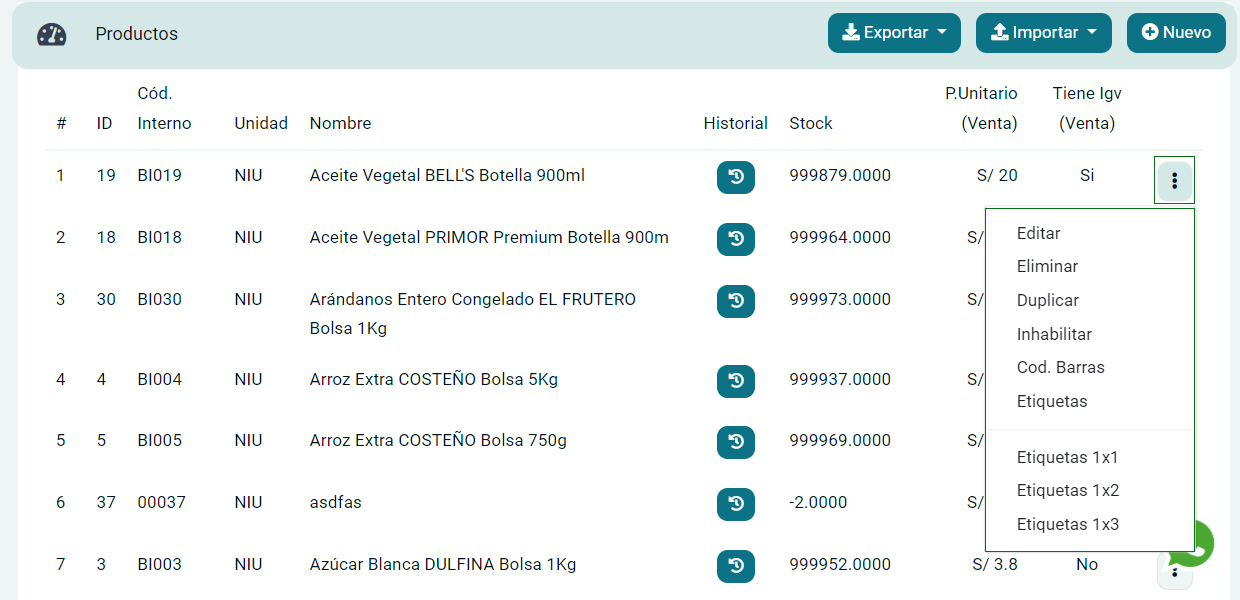 Productos
Exportar
Importar
Nuevo
Cód.
P.Unitario Tiene Igv
# ID Interno Unidad Nombre Historial Stock (Venta) (Venta)
1 19 BI019 NIU Aceite Vegetal BELL'S Botella 900ml 999879.0000 S/ 20 Si
2 18 BI018 NIU Aceite Vegetal PRIMOR Premium Botella 900m 999964.0000 S/
3 30 BI030 NIU Arándanos Entero Congelado EL FRUTERO 999973.0000 S/
Bolsa 1Kg
4 4 BI004 NIU Arroz Extra COSTEÑO Bolsa 5Kg 999937.0000 S/
5 5 BI005 NIU Arroz Extra COSTEÑO Bolsa 750g 999969.0000 S/
6 37 00037 NIU asdfas -2.0000 S/
7 3 BI003 NIU Azúcar Blanca DULFINA Bolsa 1Kg 999952.0000 S/ 3.8 No
Editar
Eliminar
Duplicar
Inhabilitar
Cod. Barras
Etiquetas
Etiquetas 1x1
Etiquetas 1x2
Etiquetas 1x3